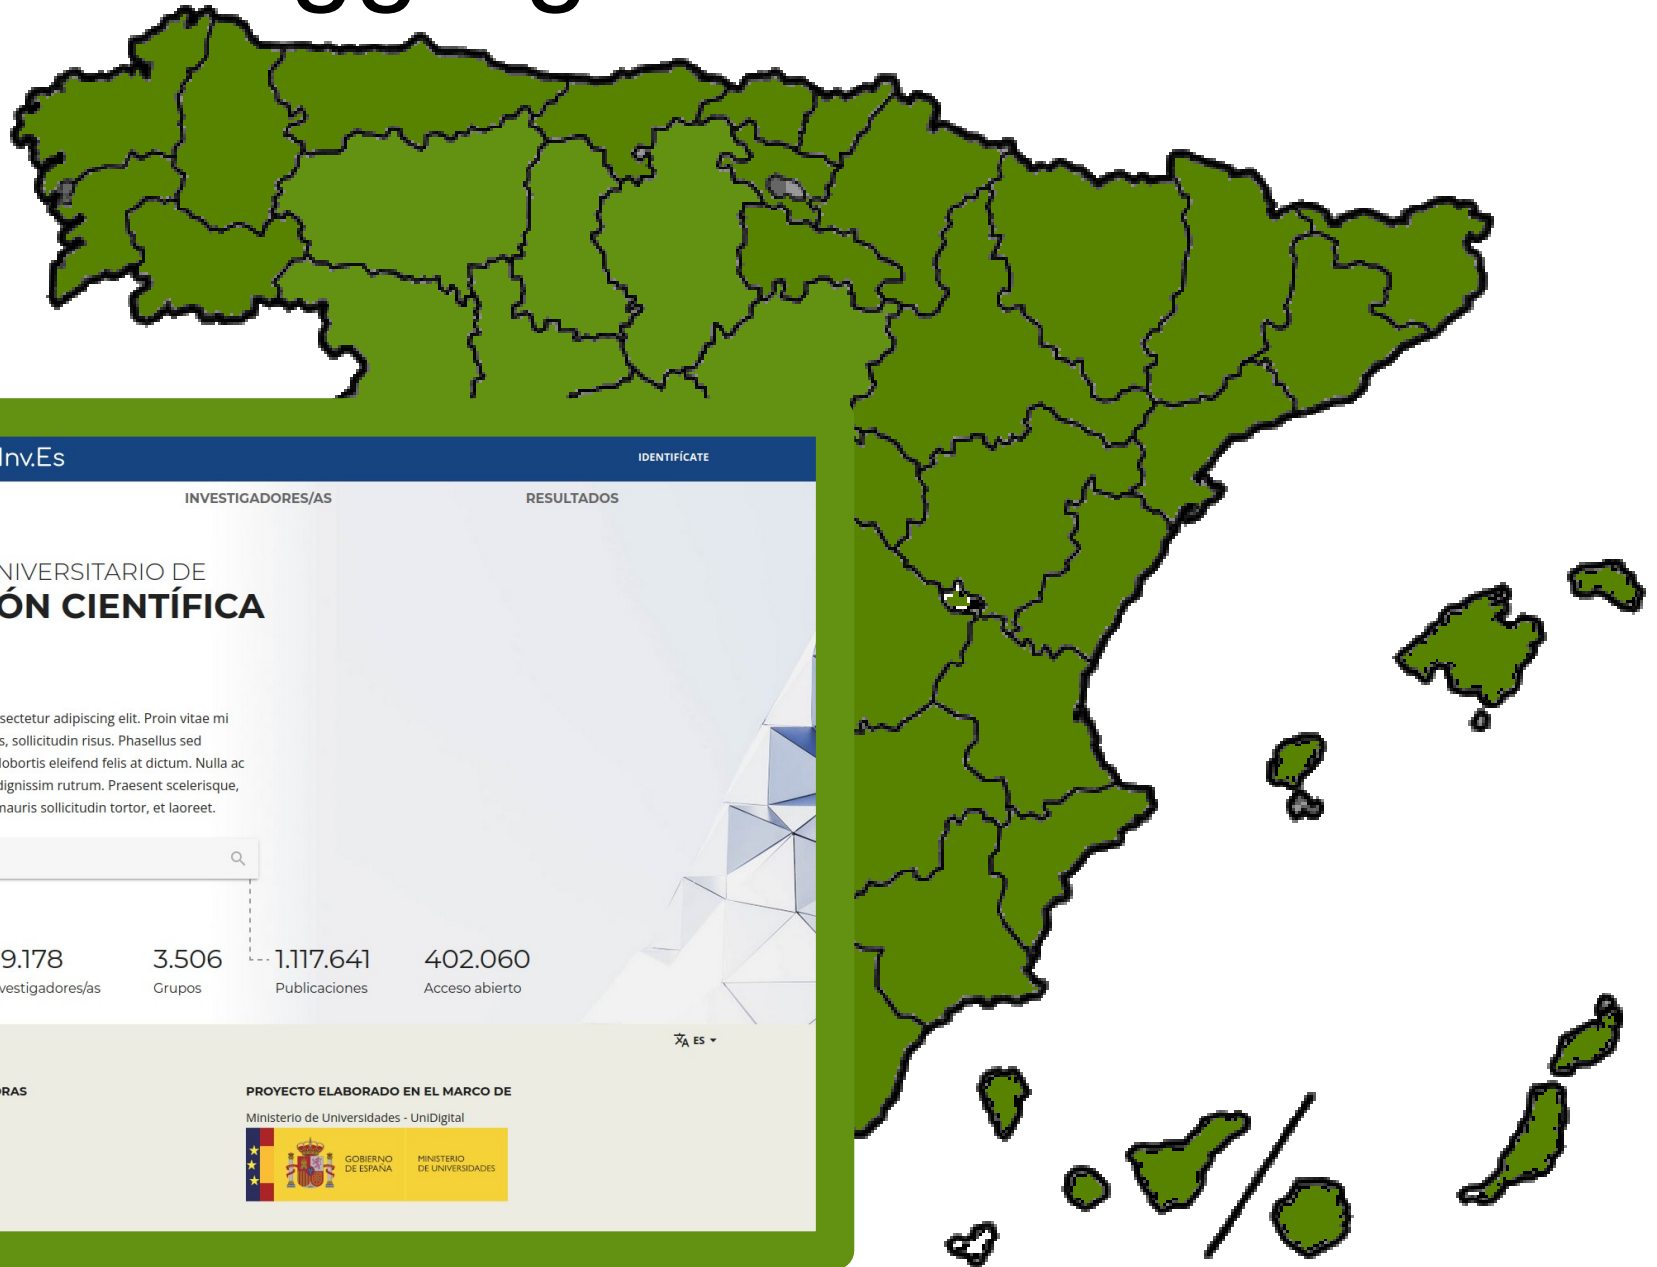 Inv.Es
IDENTIFÍCATE
INVESTIGADORES/AS
RESULTADOS
NIVERSITARIO DE
ÓN CIENTÍFICA
sectetur adipiscing elit. Proin vitae mi
s, sollicitudin risus. Phasellus sed
lobortis eleifend felis at dictum. Nulla ac
dignissim rutrum. Praesent scelerisque,
mauris sollicitudin tortor, et laoreet.
9.178
3.506
1.117.641
402.060
vestigadores/as
Grupos
Publicaciones
Acceso abierto
ES
ORAS
PROYECTO ELABORADO EN EL MARCO DE
Ministerio de Universidades - UniDigital
GOBIERNO
DE ESPAÑA
MINISTERIO
DE UNIVERSIDADES